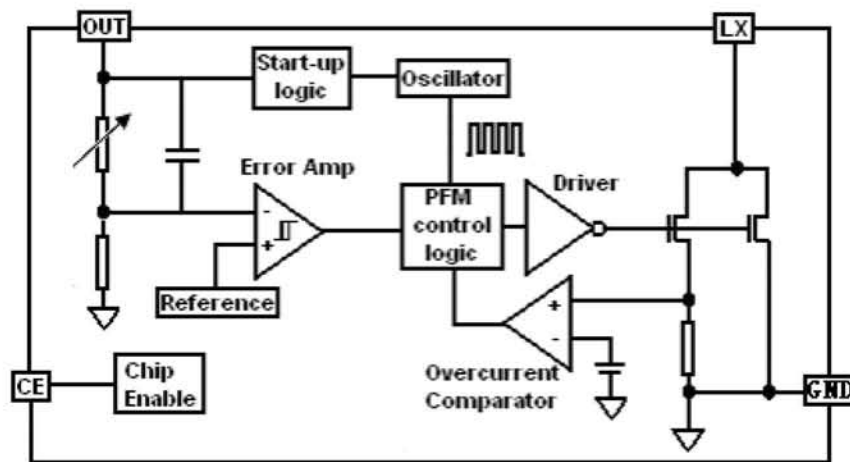 OUT
LX
Start-up
logic
Oscillator
Error Amp
PFM
control
logic
Driver
-
+
Reference
+
-
Overcurrent
Comparator
CE
Chip
Enable
GND